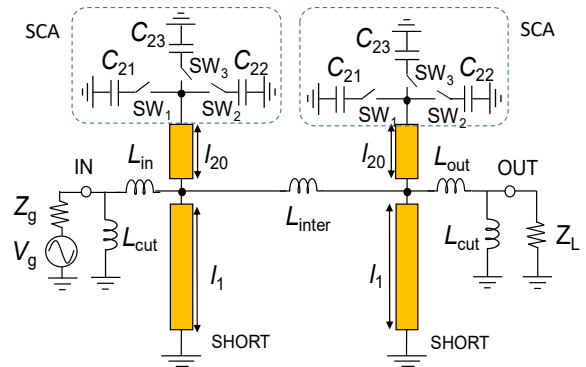 SCA
SCA
C23
C23
C21
SW3
C22
C21
SW3
C22
SW1
SW2
SW1
SW2
IN
Lin
l20
l20
Lout
OUT
Zg
Lcut
Linter
Lcut
ZL
Vg
l1
l1
SHORT
SHORT